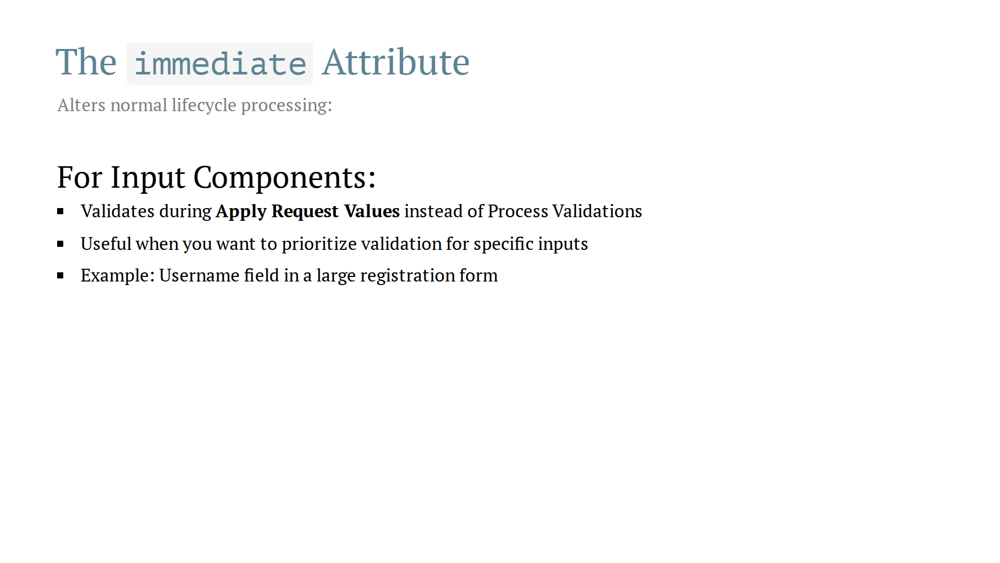 The immediate Attribute
Alters normal lifecycle processing:
For Input Components:
Validates during Apply Request Values instead of Process Validations
Useful when you want to prioritize validation for specific inputs
Example: Username field in a large registration form